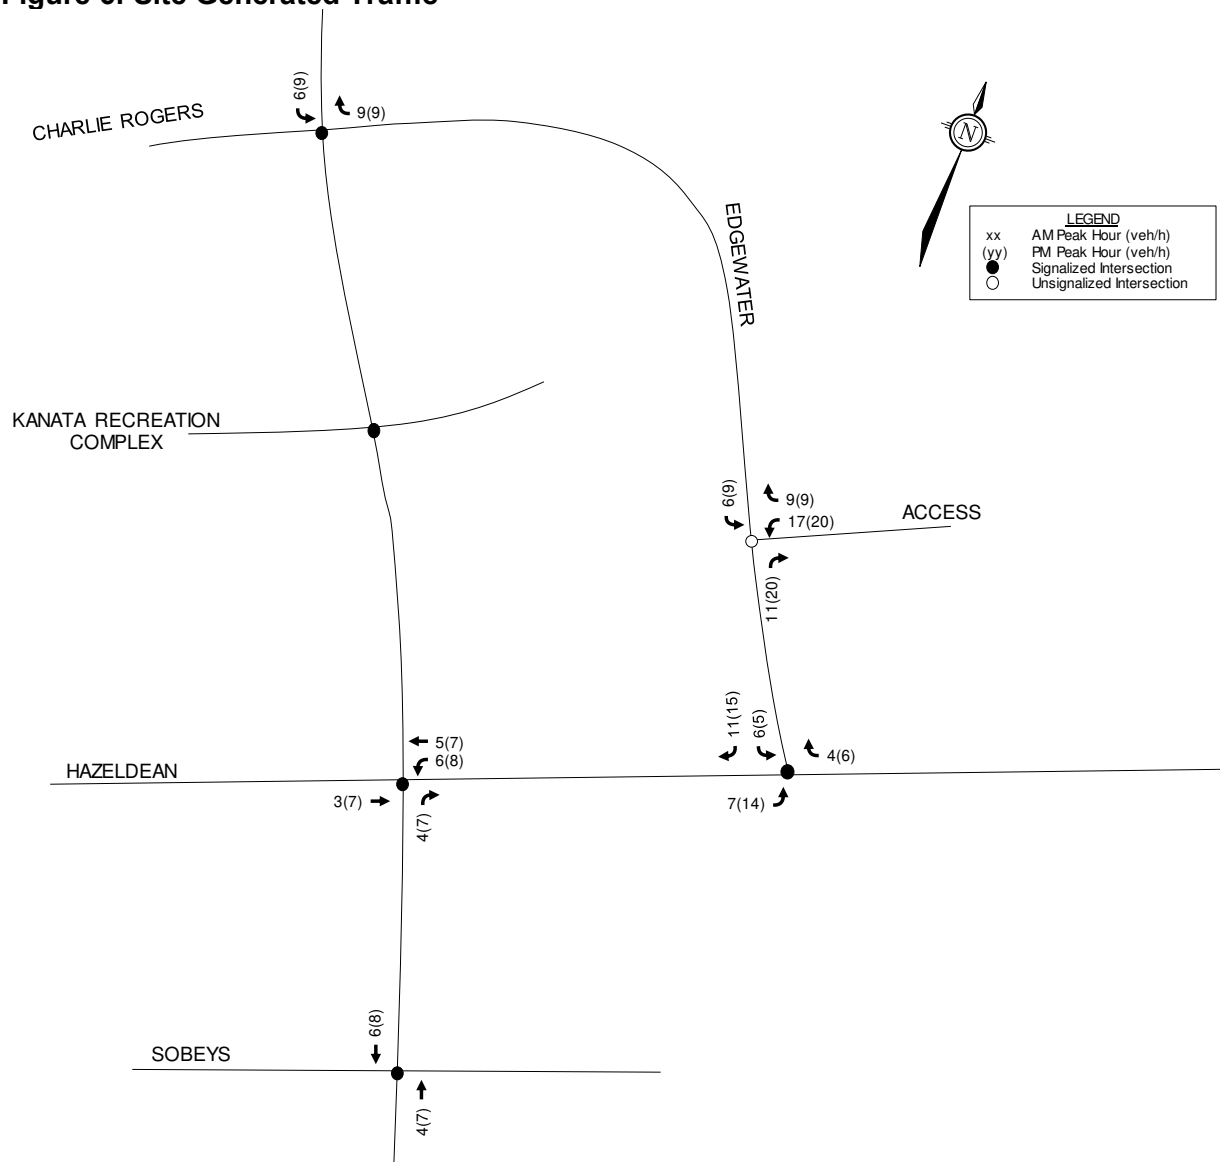 Figure Site Generated Traffic
9(9)
9(9)
CHARLIE ROGERS
N
EDGEWATER
LEGEND
xx AM Peak Hour (veh/h)
(yy) PM Peak Hour (veh/h)
Signalized Intersection
Unsignalized Intersection
KANATA RECREATION
COMPLEX
9(9)
9(9)
17(20)
ACCESS
11(20)
11(15)
6(5)
4(6)
7(14)
5(7)
6(8)
HAZELDEAN
3(7)
4(7)
6(8)
SOBEYS
4(7)